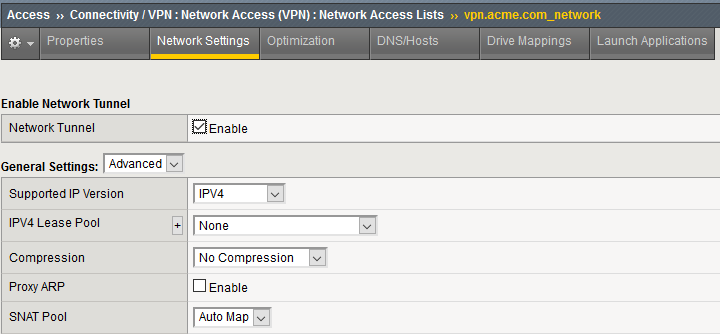 Access ›› Connectivity / VPN : Network Access (VPN) : Network Access Lists ›› vpn.acme.com_network
Properties Network Settings Optimization DNS/Hosts Drive Mappings Launch Applications
Enable Network Tunnel
Network Tunnel Enable
General Settings: Advanced
Supported IP Version IPV4
IPV4 Lease Pool + None
Compression No Compression
Proxy ARP Enable
SNAT Pool Auto Map